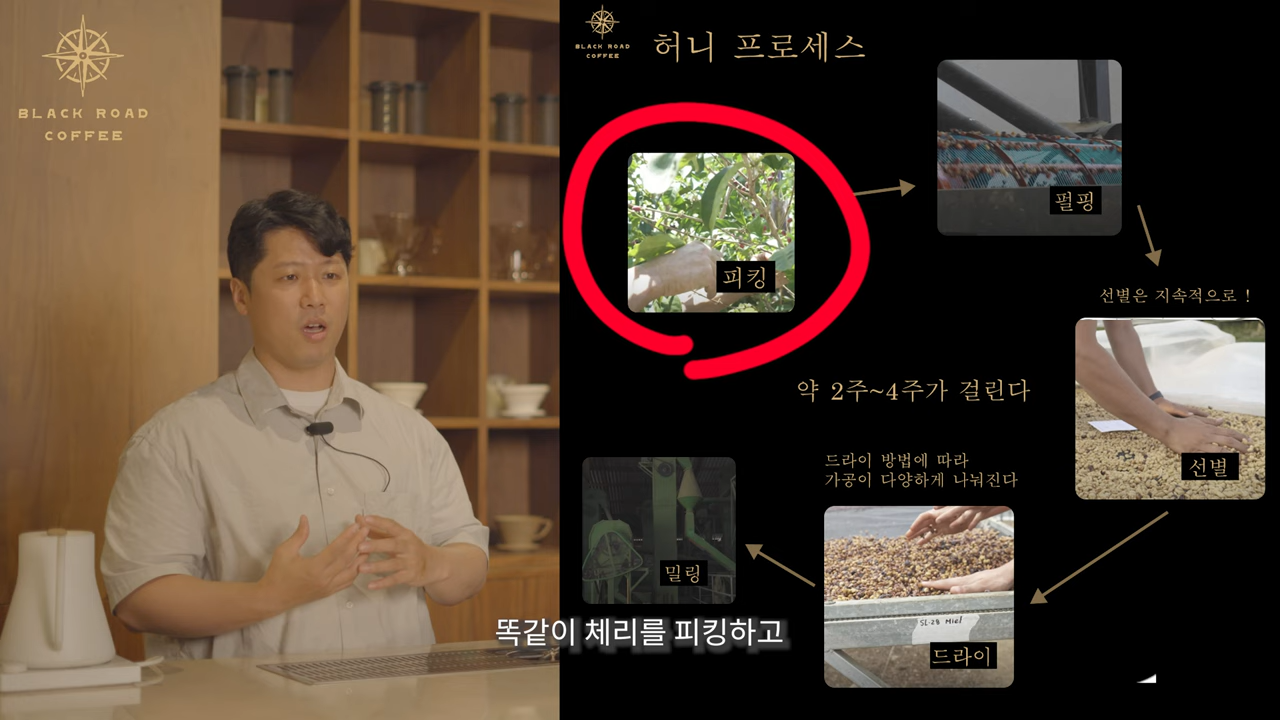 BLACK ROAD
COFFEE
BLACK ROAD
COFFEE
허니 프로세스
피킹
펄핑
선별은 지속적으로 !
선별
약 2주~4주가 걸린다
드라이 방법에 따라
가공이 다양하게 나눠진다
SL-28 Miel
드라이
밀링
똑같이 체리를 피킹하고